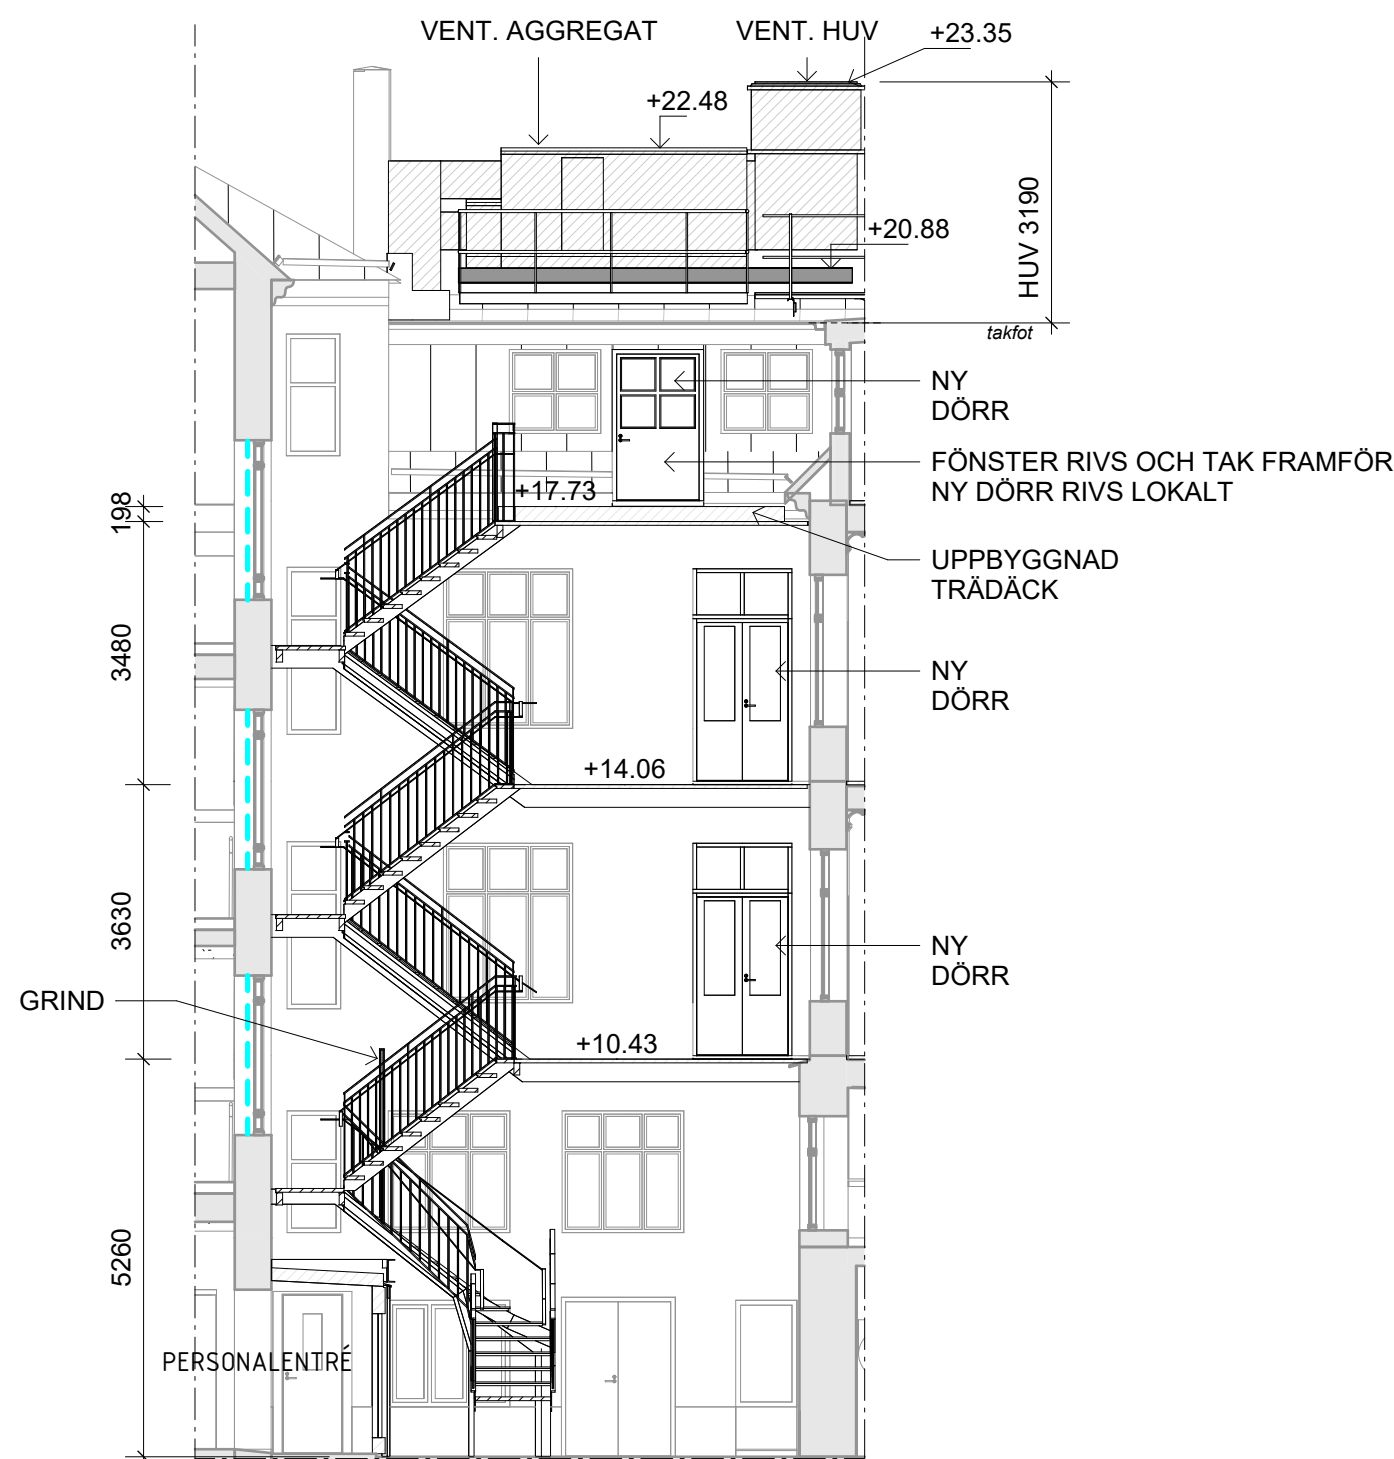 VENT. AGGREGAT
VENT. HUV
+23.35
+22.48
HUV 3190
+20.88
takfot
NY
DÖRR
FÖNSTER RIVS OCH TAK FRAMFÖR
NY DÖRR RIVS LOKALT
+17.73
198
UPPBYGGNAD
TRÄDÄCK
3480
NY
DÖRR
+14.06
3630
NY
DÖRR
GRIND
+10.43
5260
PERSONALENTRÉ